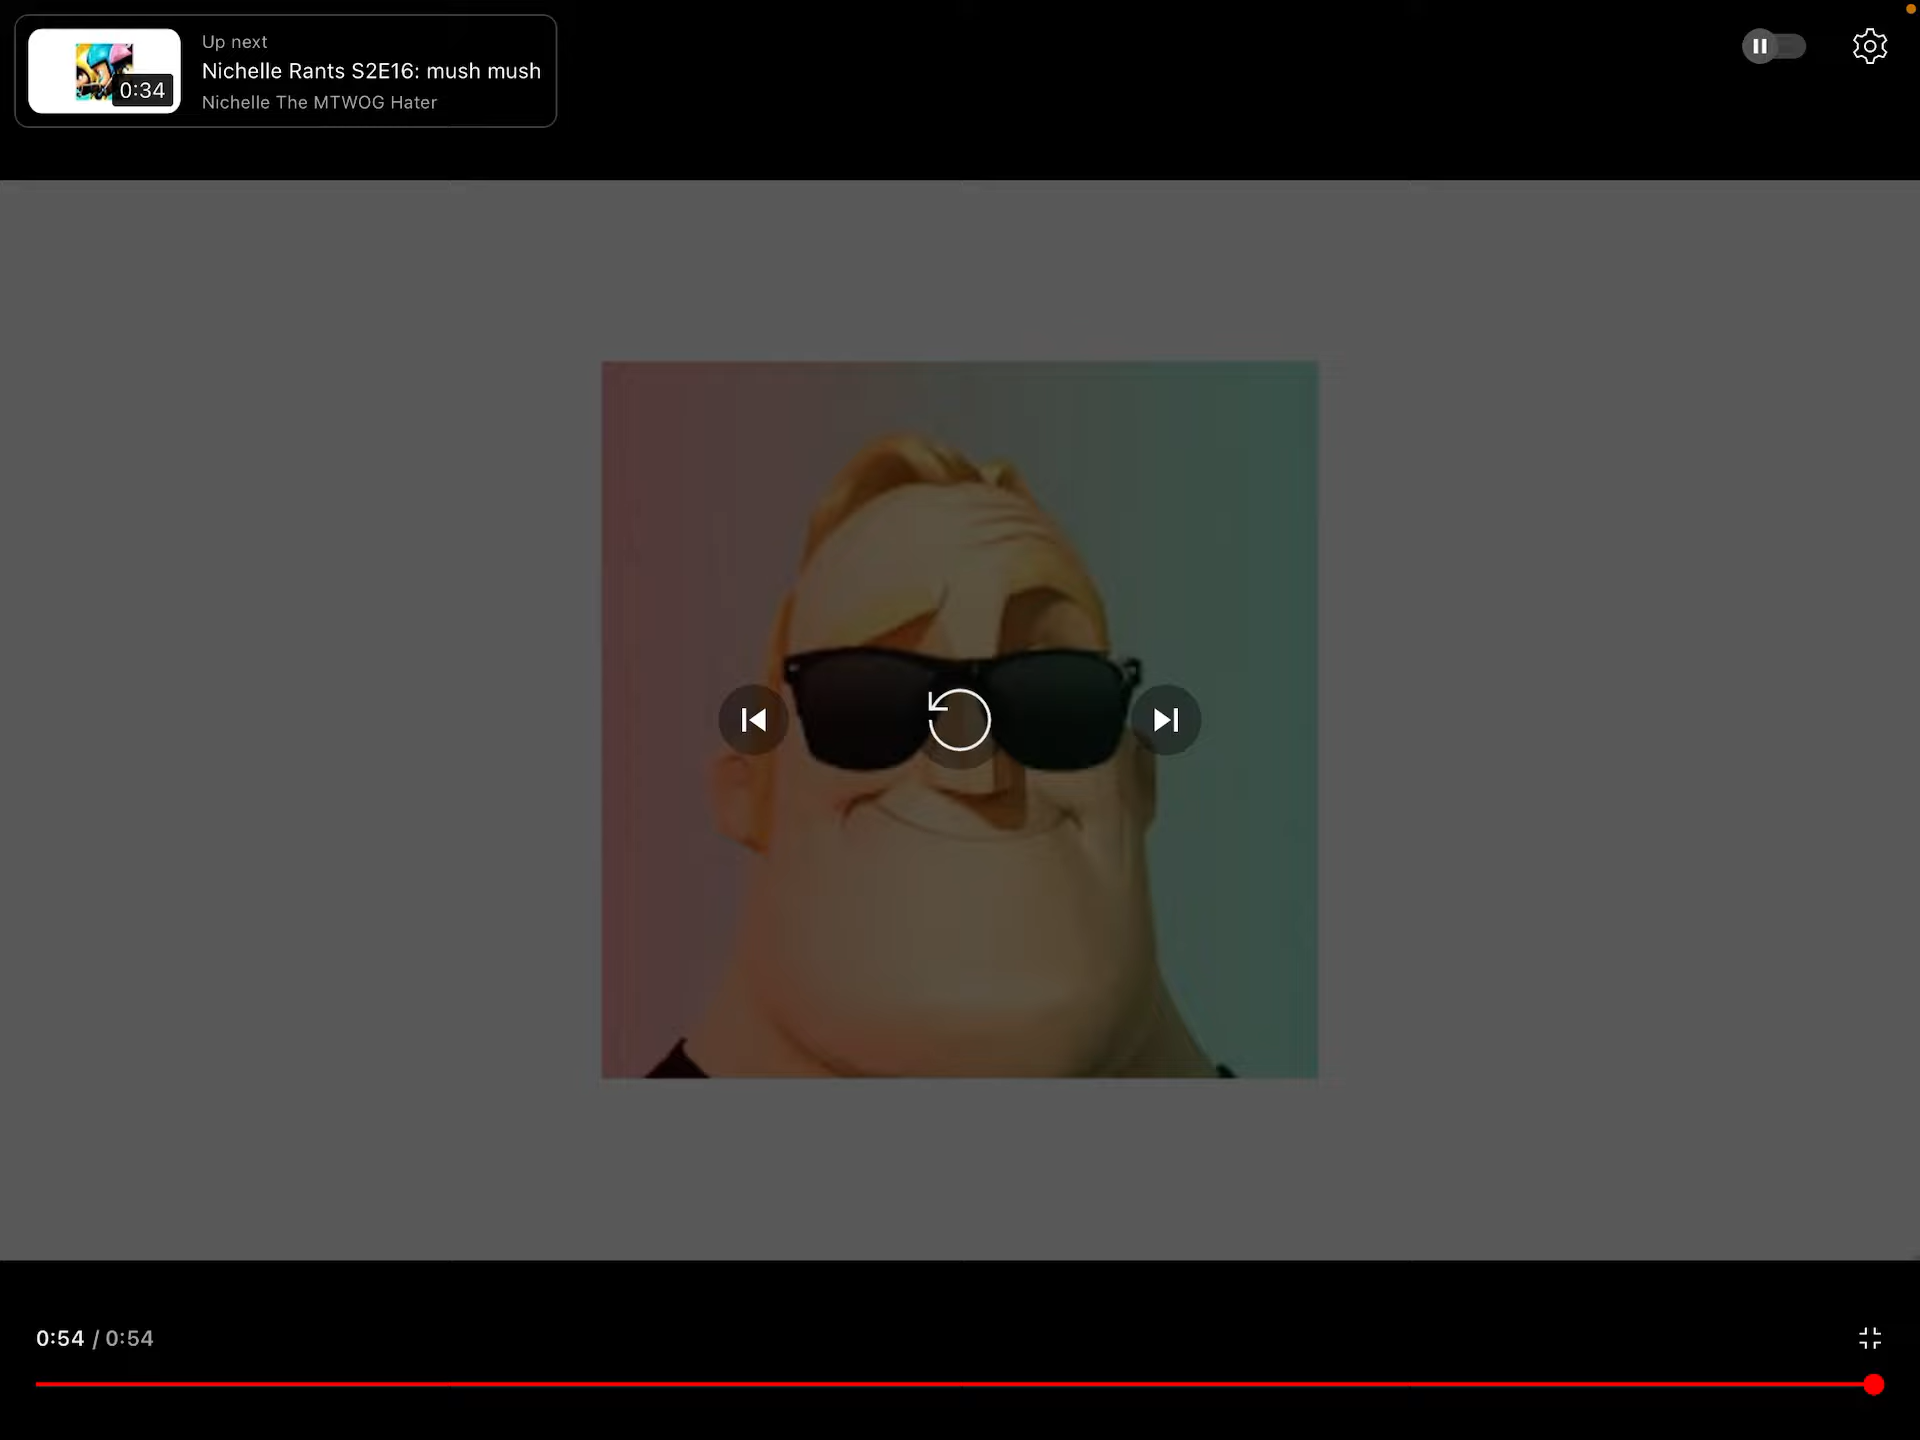 Up next
Nichelle Rants S2E16: mush mush
0:34
Nichelle The MTWOG Hater
0:54 / 0:54